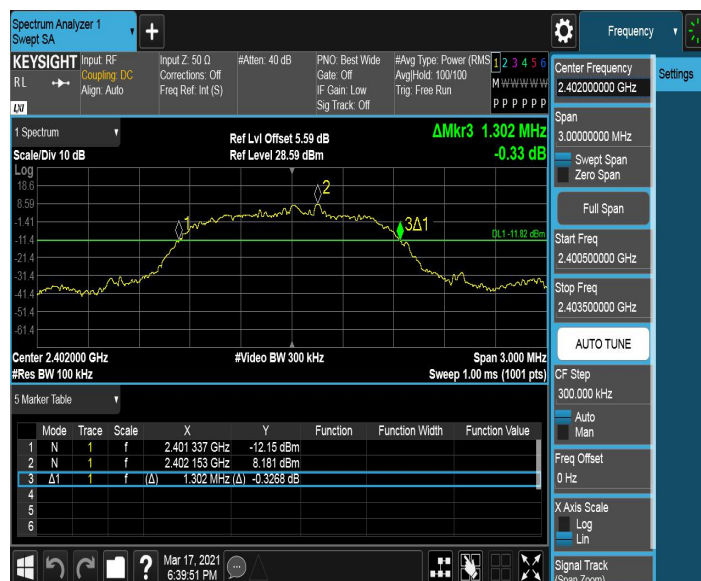 Spectrum Analyzer 1
Swept SA
Frequency
KEYSIGHT
RL
LXI
Input: RF
Coupling: DC
Align: Auto
Input Z: 50 Ω
Corrections: Off
Freq Ref: Int (S)
#Atten: 40 dB
PNO: Best Wide
Gate: Off
IF Gain: Low
Sig Track: Off
#Avg Type: Power (RMS
Avg|Hold: 100/100
Trig: Free Run
1 2 3 4 5 6
M W W W W W
P P P P P P
1 Spectrum
Scale/Div 10 dB
Ref Lvl Offset 5.59 dB
Ref Level 28.59 dBm
ΔMkr3 1.302 MHz
-0.33 dB
Log
18.6
8.59
-1.41
-11.4
-21.4
-31.4
-41.4
-51.4
-61.4
1
2
3Δ1
DL1 -11.82 dBm
Center 2.402000 GHz
#Video BW 300 kHz
Span 3.000 MHz
#Res BW 100 kHz
Sweep 1.00 ms (1001 pts)
5 Marker Table
Mode Trace Scale X Y Function Function Width Function Value
1 N 1 f 2.401 337 GHz -12.15 dBm
2 N 1 f 2.402 153 GHz 8.181 dBm
3 Δ1 1 f (Δ) 1.302 MHz (Δ) -0.3268 dB
4
5
6
Mar 17, 2021
6:39:51 PM
Center Frequency
2.402000000 GHz
Span
3.00000000 MHz
Swept Span
Zero Span
Full Span
Start Freq
2.400500000 GHz
Stop Freq
2.403500000 GHz
AUTO TUNE
CF Step
300.000 kHz
Auto
Man
Freq Offset
0 Hz
X Axis Scale
Log
Lin
Signal Track
(Span Zoom)
Settings